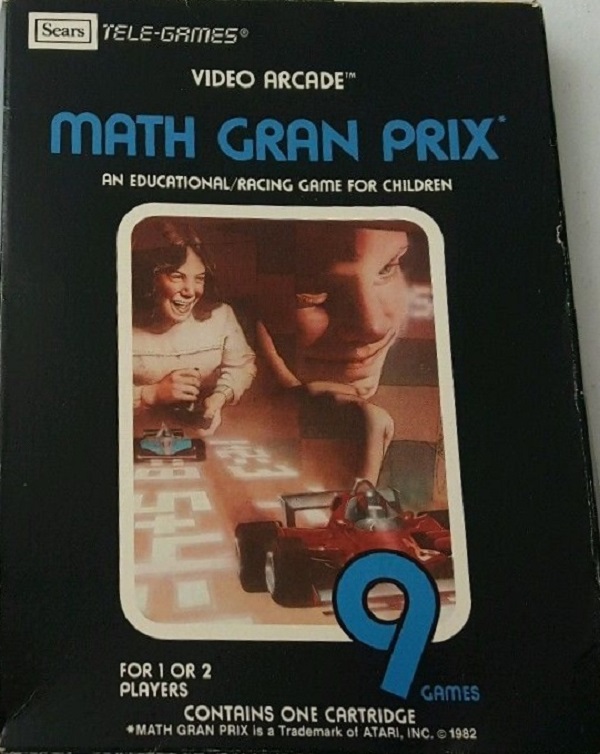 Sears TELE-GAMES®
VIDEO ARCADE™
MATH GRAN PRIX*
AN EDUCATIONAL/RACING GAME FOR CHILDREN
9
FOR 1 OR 2
PLAYERS
GAMES
CONTAINS ONE CARTRIDGE
*MATH GRAN PRIX is a Trademark of ATARI, INC. © 1982